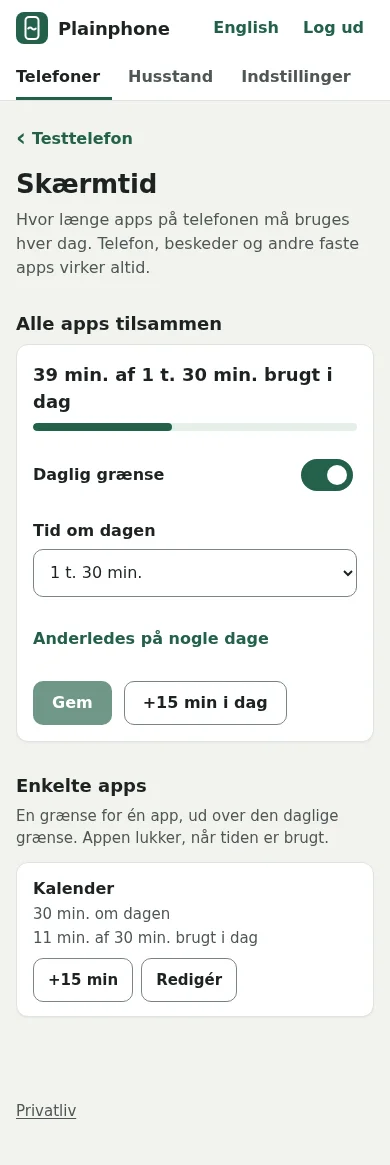 Plainphone
English
Log ud
Telefoner
Husstand
Indstillinger
‹ Testtelefon
Skærmtid
Hvor længe apps på telefonen må bruges
hver dag. Telefon, beskeder og andre faste
apps virker altid.
Alle apps tilsammen
39 min. af 1 t. 30 min. brugt i
dag
Daglig grænse
Tid om dagen
1 t. 30 min.
Anderledes på nogle dage
Gem
+15 min i dag
Enkelte apps
En grænse for én app, ud over den daglige
grænse. Appen lukker, når tiden er brugt.
Kalender
30 min. om dagen
11 min. af 30 min. brugt i dag
+15 min
Redigér
Privatliv